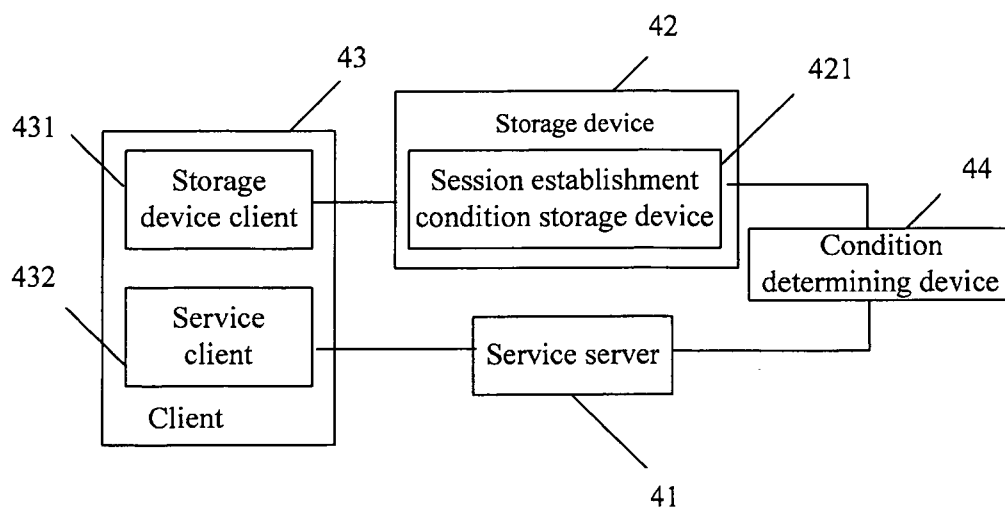 42
43
421
431
Storage device
44
Storage
device client
Session establishment
condition storage device
Condition
determining device
432
Service
client
Service server
Client
41